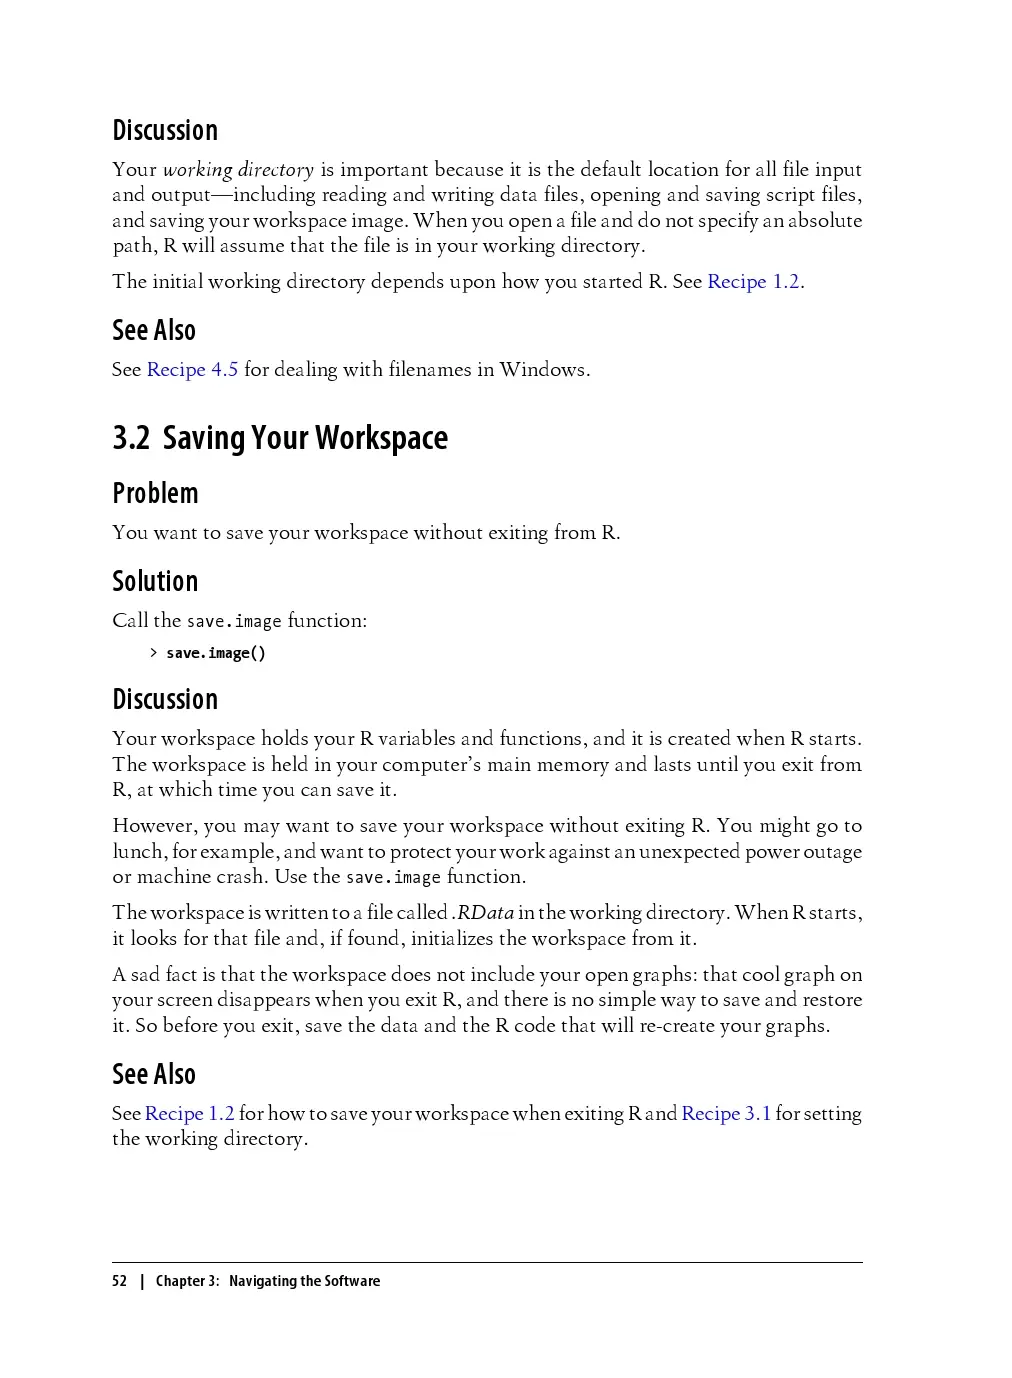 Discussion
Your working directory is important because it is the default location for all file input
and output—including reading and writing data files, opening and saving script files,
and saving your workspace image. When you open a file and do not specify an absolute
path, R will assume that the file is in your working directory.
The initial working directory depends upon how you started R. See Recipe 1.2.
See Also
See Recipe 4.5 for dealing with filenames in Windows.
3.2 Saving Your Workspace
Problem
You want to save your workspace without exiting from R.
Solution
Call the save.image function:
> save.image()
Discussion
Your workspace holds your R variables and functions, and it is created when R starts.
The workspace is held in your computer’s main memory and lasts until you exit from
R, at which time you can save it.
However, you may want to save your workspace without exiting R. You might go to
lunch, for example, and want to protect your work against an unexpected power outage
or machine crash. Use the save.image function.
The workspace is written to a file called .RData in the working directory. When R starts,
it looks for that file and, if found, initializes the workspace from it.
A sad fact is that the workspace does not include your open graphs: that cool graph on
your screen disappears when you exit R, and there is no simple way to save and restore
it. So before you exit, save the data and the R code that will re-create your graphs.
See Also
See Recipe 1.2 for how to save your workspace when exiting R and Recipe 3.1 for setting
the working directory.
52 | Chapter 3: Navigating the Software